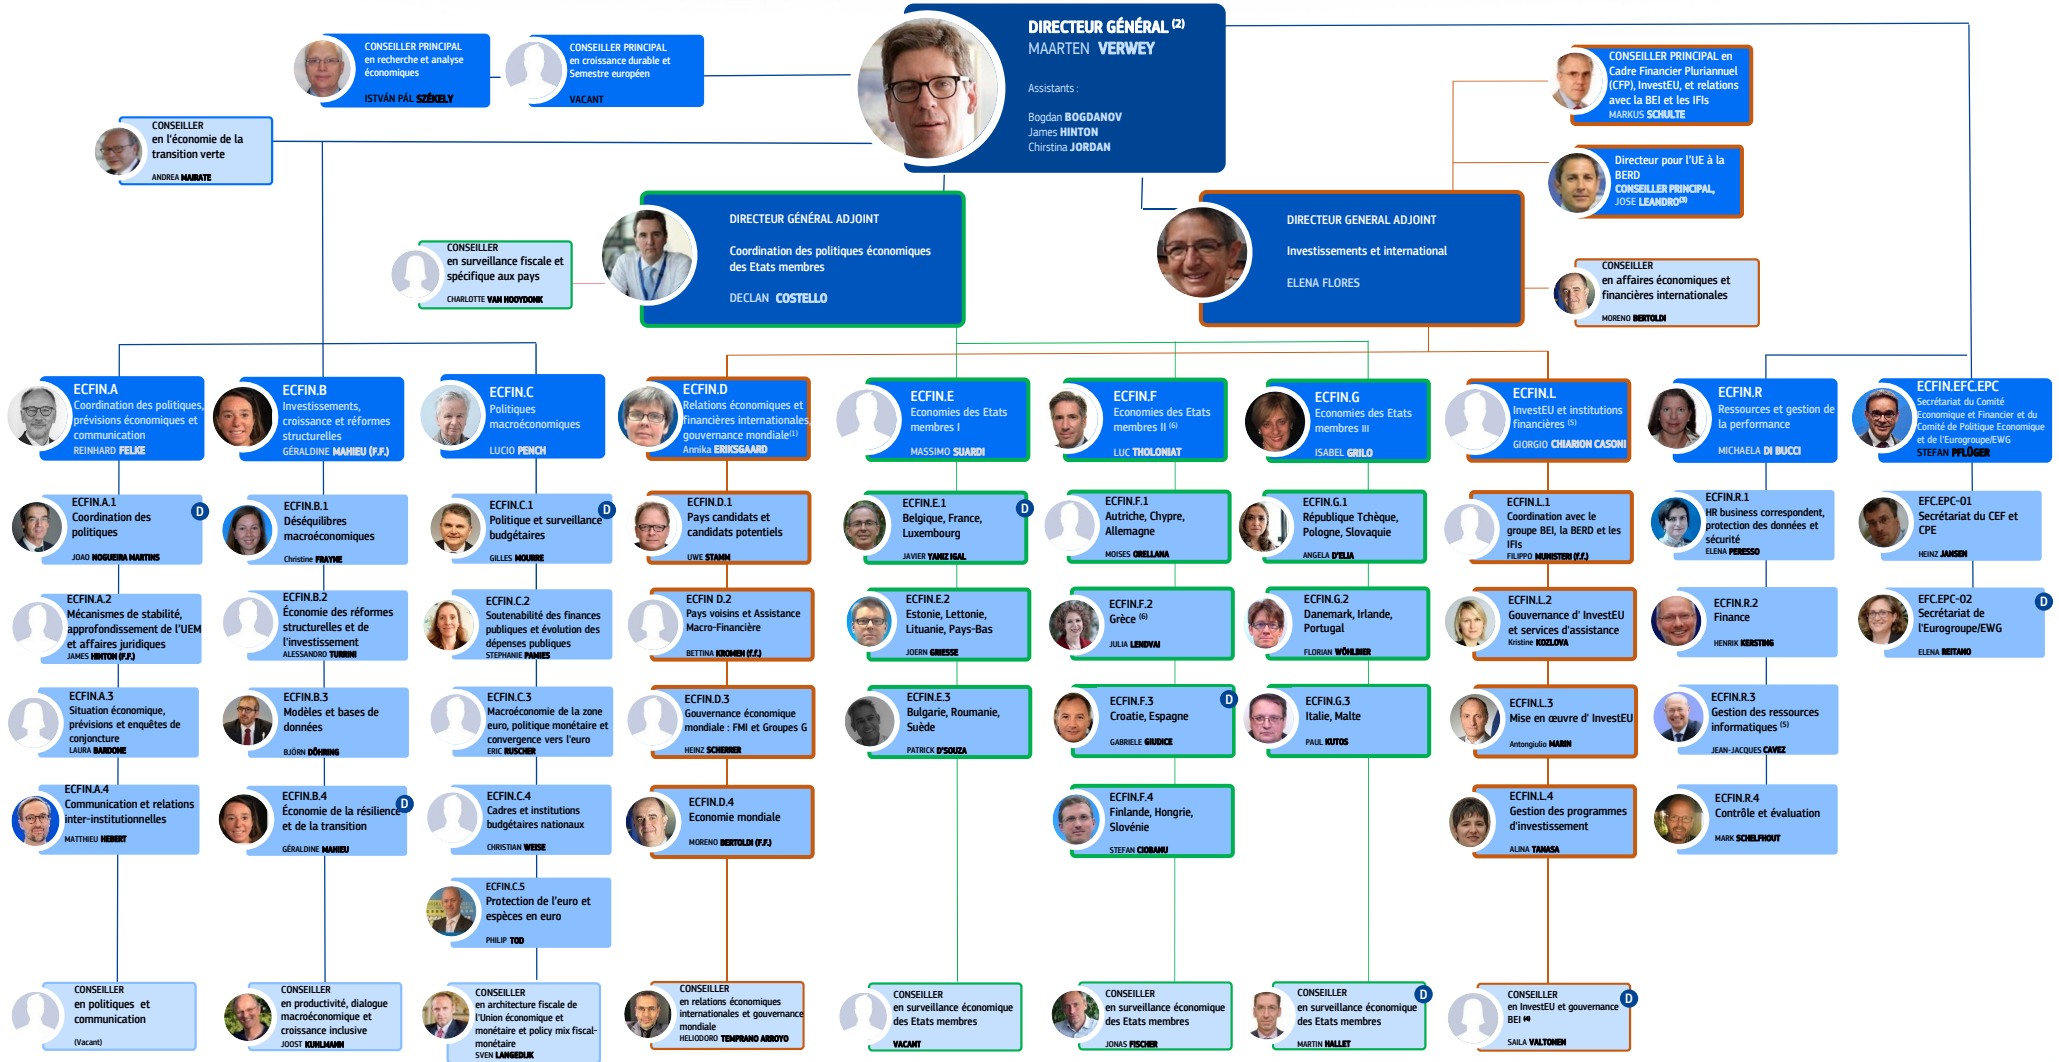 DIRECTEUR GÉNÉRAL (2)
MAARTEN VERWEY
Assistants :
Bogdan BOGDANOV
James HINTON
Chirstina JORDAN
CONSEILLER PRINCIPAL
en recherche et analyse
économiques
ISTVÁN PÁL SZÉKELY
CONSEILLER PRINCIPAL
en croissance durable et
Semestre européen
VACANT
CONSEILLER PRINCIPAL en
Cadre Financier Pluriannuel
(CFP), InvestEU, et relations
avec la BEI et les IFIs
MARKUS SCHULTE
CONSEILLER
en l'économie de la
transition verte
ANDREA MAIRATE
Directeur pour l'UE à la
BERD
CONSEILLER PRINCIPAL,
JOSE LEANDRO(3)
DIRECTEUR GÉNÉRAL ADJOINT
Coordination des politiques économiques
des Etats membres
DECLAN COSTELLO
DIRECTEUR GENERAL ADJOINT
Investissements et international
ELENA FLORES
CONSEILLER
en surveillance fiscale et
spécifique aux pays
CHARLOTTE VAN HOOYDONK
CONSEILLER
en affaires économiques et
financières internationales
MORENO BERTOLDI
ECFIN.A
Coordination des politiques,
prévisions économiques et
communication
REINHARD FELKE
ECFIN.B
Investissements,
croissance et réformes
structurelles
GÉRALDINE MAHIEU (F.F.)
ECFIN.C
Politiques
macroéconomiques
LUCIO PENCH
ECFIN.D
Relations économiques et
financières internationales,
gouvernance mondiale(1)
Annika ERIKSGAARD
ECFIN.E
Economies des Etats
membres I
MASSIMO SUARDI
ECFIN.F
Economies des Etats
membres II (6)
LUC THOLONIAT
ECFIN.G
Economies des Etats
membres III
ISABEL GRILO
ECFIN.L
InvestEU et institutions
financières (5)
GIORGIO CHIARION CASONI
ECFIN.R
Ressources et gestion de
la performance
MICHAELA DI BUCCI
ECFIN.EFC.EPC
Secrétariat du Comité
Economique et Financier et du
Comité de Politique Economique
et de l'Eurogroupe/EWG
STEFAN PFLÜGER
ECFIN.A.1
Coordination des
politiques
JOAO NOGUEIRA MARTINS
D
ECFIN.B.1
Déséquilibres
macroéconomiques
Christine FRAYNE
ECFIN.C.1
Politique et surveillance
budgétaires
GILLES MOURRE
D
ECFIN.D.1
Pays candidats et
candidats potentiels
UWE STAMM
ECFIN.E.1
Belgique, France,
Luxembourg
JAVIER YANIZ IGAL
D
ECFIN.F.1
Autriche, Chypre,
Allemagne
MOISES ORELLANA
ECFIN.G.1
République Tchèque,
Pologne, Slovaquie
ANGELA D'ELIA
ECFIN.L.1
Coordination avec le
groupe BEI, la BERD et les
IFIs
FILIPPO MUNISTERI (f.f.)
ECFIN.R.1
HR business correspondent,
protection des données et
sécurité
ELENA PERESSO
EFC.EPC-01
Secrétariat du CEF et
CPE
HEINZ JANSEN
ECFIN.A.2
Mécanismes de stabilité,
approfondissement de l'UEM
et affaires juridiques
JAMES HINTON (F.F.)
ECFIN.B.2
Économie des réformes
structurelles et de
l'investissement
ALESSANDRO TURRINI
ECFIN.C.2
Soutenabilité des finances
publiques et évolution des
dépenses publiques
STEPHANIE PAMIES
ECFIN D.2
Pays voisins et Assistance
Macro-Financière
BETTINA KROMEN (f.f.)
ECFIN.E.2
Estonie, Lettonie,
Lituanie, Pays-Bas
JOERN GRIESSE
ECFIN.F.2
Grèce (6)
JULIA LENDVAI
ECFIN.G.2
Danemark, Irlande,
Portugal
FLORIAN WÖHLBIER
ECFIN.L.2
Gouvernance d' InvestEU
et services d'assistance
Kristine KOZLOVA
ECFIN.R.2
Finance
HENRIK KERSTING
EFC.EPC-02
Secrétariat de
l'Eurogroupe/EWG
ELENA REITANO
D
ECFIN.A.3
Situation économique,
prévisions et enquêtes de
conjoncture
LAURA BARDONE
ECFIN.B.3
Modèles et bases de
données
BJÖRN DÖHRING
ECFIN.C.3
Macroéconomie de la zone
euro, politique monétaire et
convergence vers l'euro
ERIC RUSCHER
ECFIN.D.3
Gouvernance économique
mondiale : FMI et Groupes G
HEINZ SCHERRER
ECFIN.E.3
Bulgarie, Roumanie,
Suède
PATRICK D'SOUZA
ECFIN.F.3
Croatie, Espagne
GABRIELE GIUDICE
D
ECFIN.G.3
Italie, Malte
PAUL KUTOS
ECFIN.L.3
Mise en œuvre d' InvestEU
Antongiulio MARIN
ECFIN.R.3
Gestion des ressources
informatiques (5)
JEAN-JACQUES CAVEZ
ECFIN.A.4
Communication et relations
inter-institutionnelles
MATTHIEU HEBERT
ECFIN.B.4
Économie de la résilience
et de la transition
GÉRALDINE MAHIEU
D
ECFIN.C.4
Cadres et institutions
budgétaires nationaux
CHRISTIAN WEISE
ECFIN.D.4
Economie mondiale
MORENO BERTOLDI (F.F.)
ECFIN.F.4
Finlande, Hongrie,
Slovénie
STEFAN CIOBANU
ECFIN.L.4
Gestion des programmes
d'investissement
ALINA TANASA
ECFIN.R.4
Contrôle et évaluation
MARK SCHELFHOUT
ECFIN.C.5
Protection de l'euro et
espèces en euro
PHILIP TOD
CONSEILLER
en politiques et
communication
(Vacant)
CONSEILLER
en productivité, dialogue
macroéconomique et
croissance inclusive
JOOST KUHLMANN
CONSEILLER
en architecture fiscale de
l'Union économique et
monétaire et policy mix fiscal-
monétaire
SVEN LANGEDIJK
CONSEILLER
en relations économiques
internationales et gouvernance
mondiale
HELIODORO TEMPRANO ARROYO
CONSEILLER
en surveillance économique
des Etats membres
VACANT
CONSEILLER
en surveillance économique
des Etats membres
JONAS FISCHER
CONSEILLER
en surveillance économique
des Etats membres
MARTIN HALLET
D
CONSEILLER
en InvestEU et gouvernance
BEI (4)
SAILA VALTONEN
D